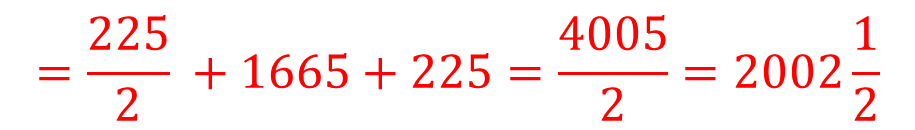 = 225/2 + 1665 + 225 = 4005/2 = 2002 1/2